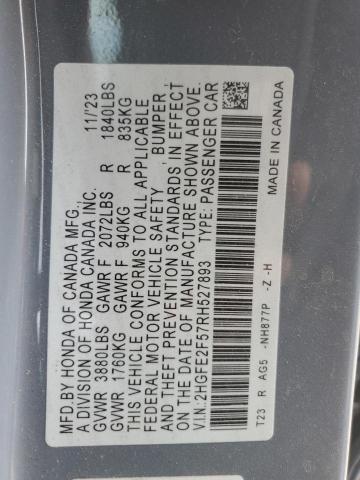 MFD.BY HONDA OF CANADA MFG.,
A DIVISION OF HONDA CANADA INC. 11/23
GVWR 3880LBS GAWR F 2072LBS R 1840LBS
GVWR 1760KG GAWR F 940KG R 835KG
THIS VEHICLE CONFORMS TO ALL APPLICABLE
FEDERAL MOTOR VEHICLE SAFETY , BUMPER,
AND THEFT PREVENTION STANDARDS IN EFFECT
ON THE DATE OF MANUFACTURE SHOWN ABOVE.
V.I.N.:2HGFE2F57RH527893 TYPE:PASSENGER CAR
T23 R AG5 -NH877P -Z -H MADE IN CANADA